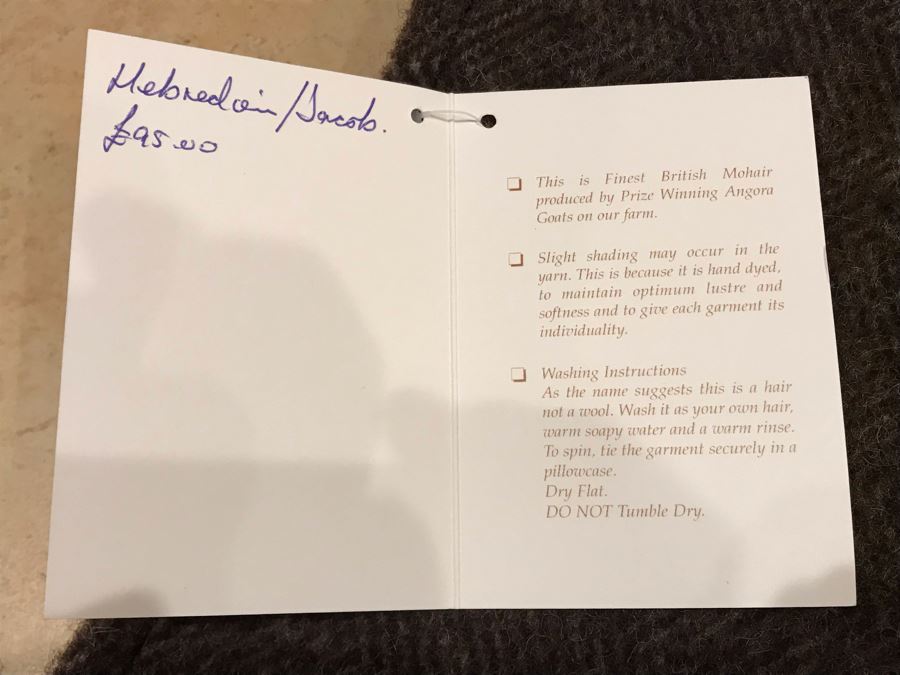 Hebredain/Jacob.
£95.00
This is Finest British Mohair
produced by Prize Winning Angora
Goats on our farm.
Slight shading may occur in the
yarn. This is because it is hand dyed,
to maintain optimum lustre and
softness and to give each garment its
individuality.
Washing Instructions
As the name suggests this is a hair
not a wool. Wash it as your own hair,
warm soapy water and a warm rinse.
To spin, tie the garment securely in a
pillowcase.
Dry Flat.
DO NOT Tumble Dry.